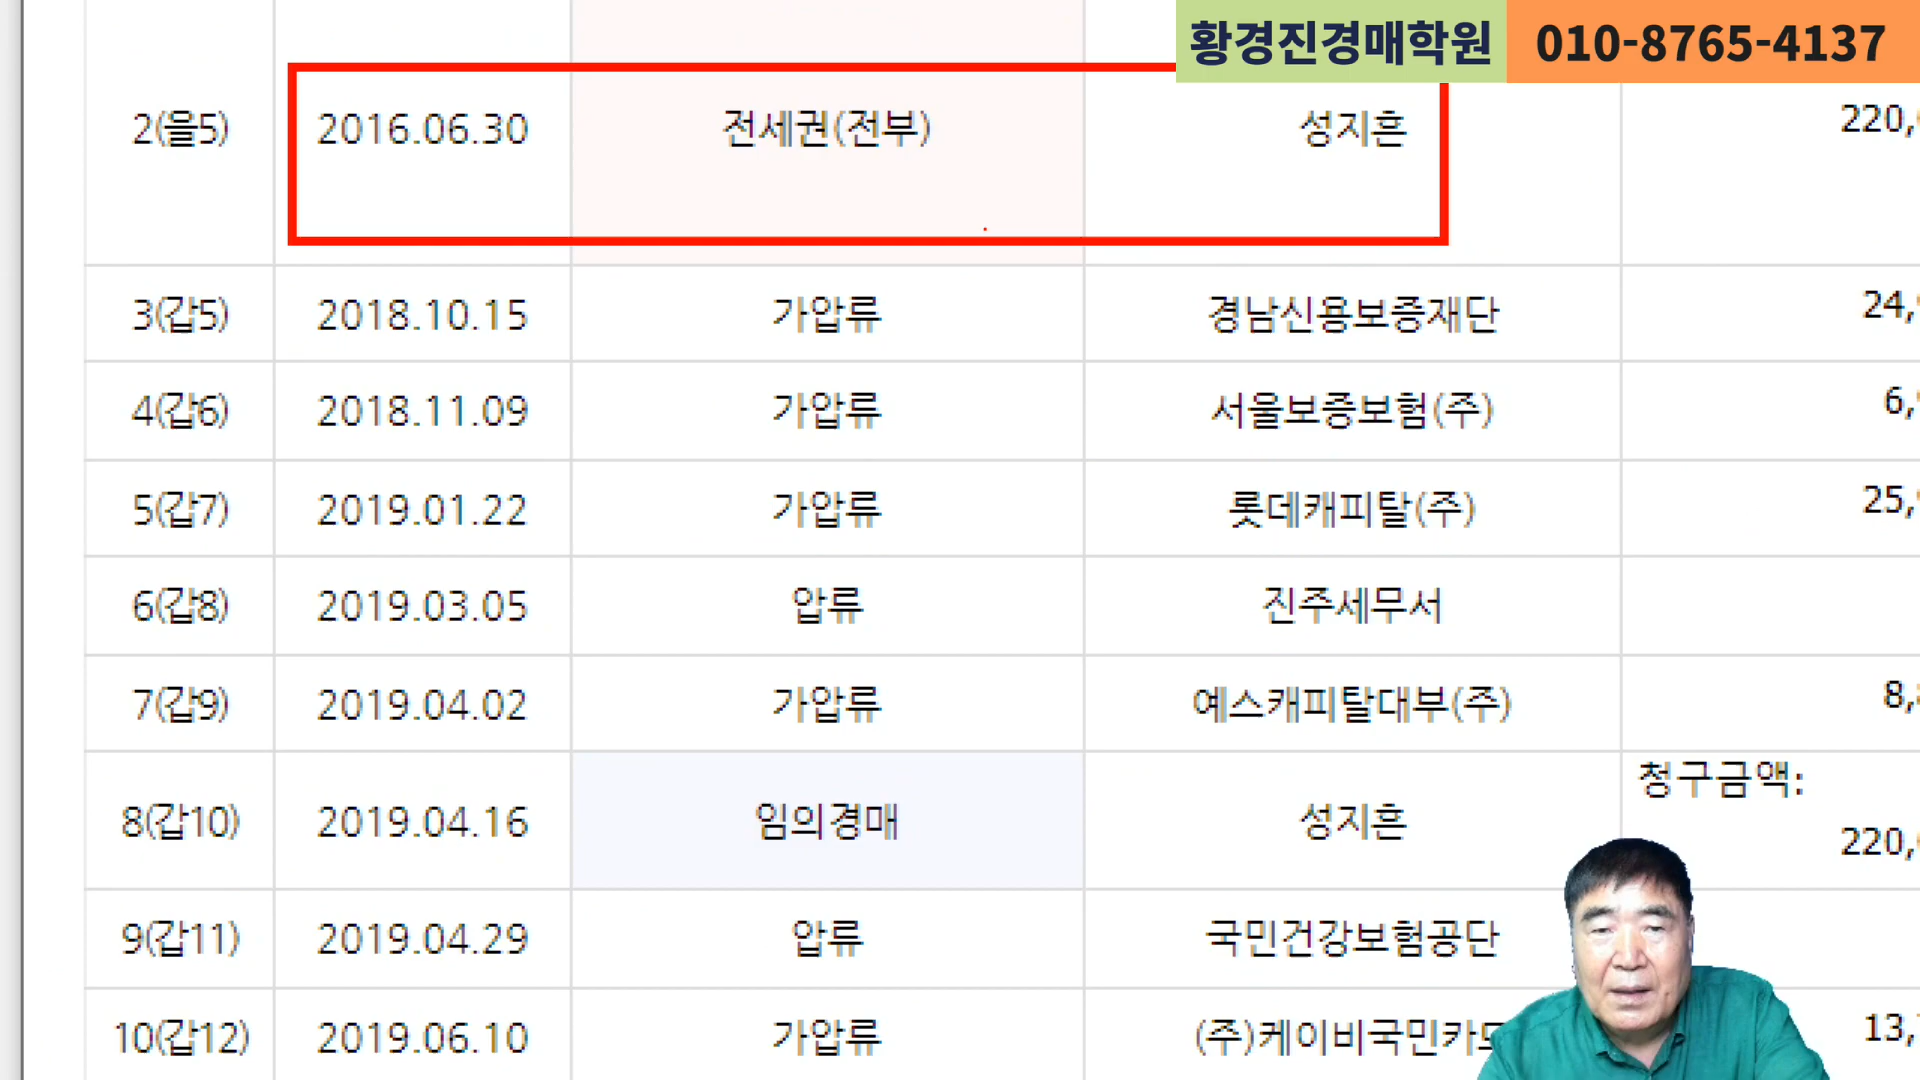 황경진경매학원 010-8765-4137
2(을5) 2016.06.30 전세권(전부) 성지흔 220,
3(갑5) 2018.10.15 가압류 경남신용보증재단 24,
4(갑6) 2018.11.09 가압류 서울보증보험(주) 6,
5(갑7) 2019.01.22 가압류 롯데캐피탈(주) 25,
6(갑8) 2019.03.05 압류 진주세무서
7(갑9) 2019.04.02 가압류 예스캐피탈대부(주) 8,
청구금액:
8(갑10) 2019.04.16 임의경매 성지흔 220,
9(갑11) 2019.04.29 압류 국민건강보험공단
10(갑12) 2019.06.10 가압류 (주)케이비국민카드 13,